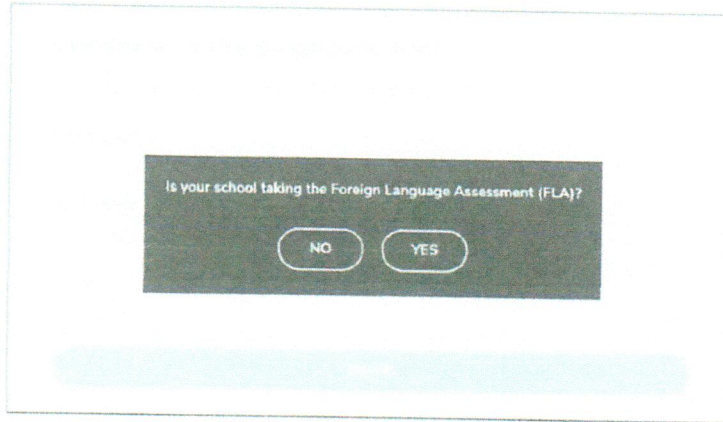 Is your school taking the Foreign Language Assessment (FLA)?
NO
YES